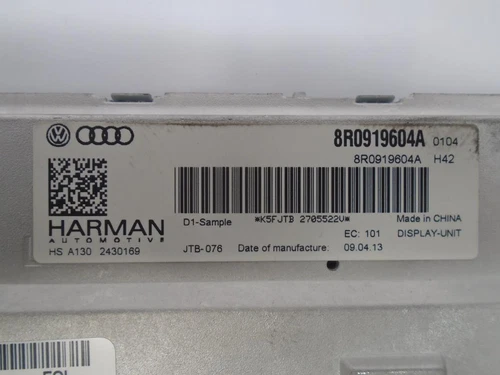 8R0919604A 0104
8R0919604A H42
D1-Sample *K5FJTB 2705522V* Made in CHINA
HARMAN
AUTOMOTIVE
EC: 101 DISPLAY-UNIT
HS A130 2430169 JTB-076 Date of manufacture: 09.04.13